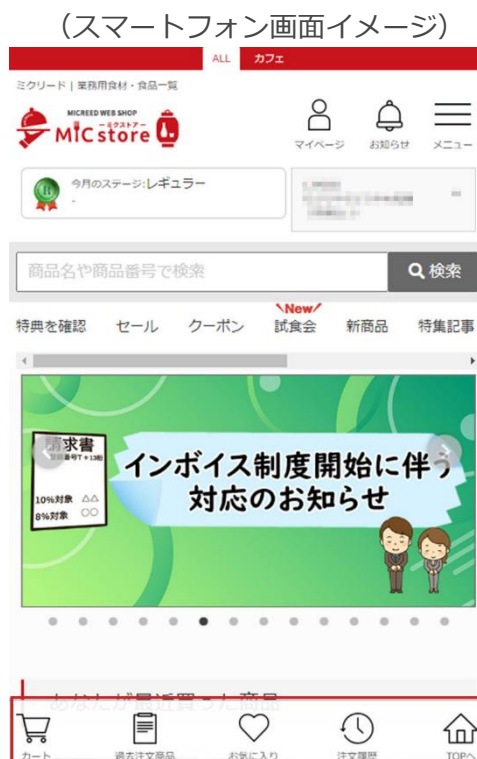 （スマートフォン画面イメージ）
ALL カフェ
ミクリード | 業務用食材・食品一覧
MICREED WEB SHOP
-ミクストア-
MiCstore
マイページ お知らせ メニュー
今月のステージ:レギュラー
-
商品名や商品番号で検索 検索
New
特典を確認 セール クーポン 試食会 新商品 特集記事
請求書
番号T＋13桁
10%対象 △△
8%対象 〇〇
インボイス制度開始に伴う
対応のお知らせ
あなたが最近買った商品
カート 過去注文商品 お気に入り 注文履歴 TOPへ